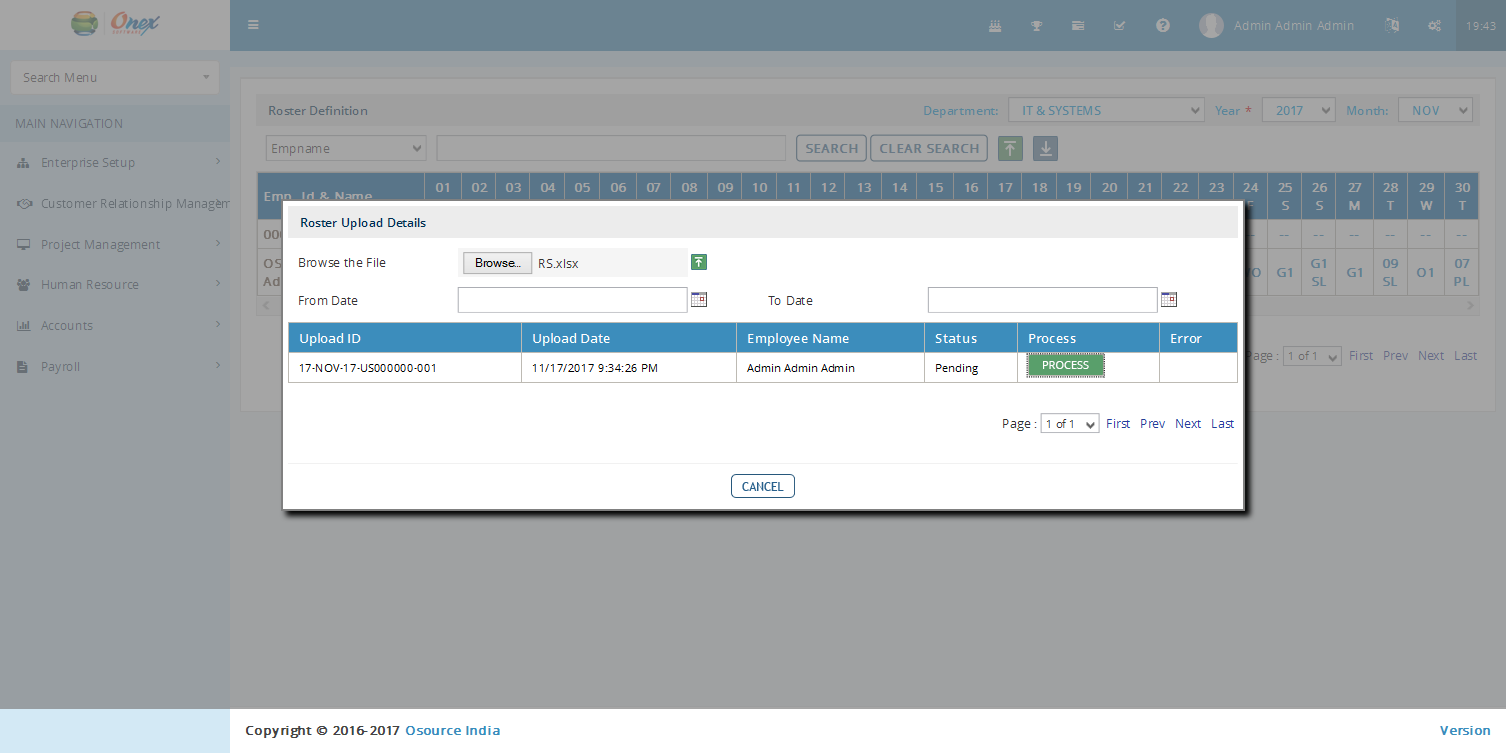 Onex
SOFTWARE
Admin Admin Admin
19:43
Search Menu
MAIN NAVIGATION
Enterprise Setup
Customer Relationship Managem
Project Management
Human Resource
Accounts
Payroll
Roster Definition
Department: IT & SYSTEMS Year * 2017 Month: NOV
Empname SEARCH CLEAR SEARCH
Emp. Id & Name 01 02 03 04 05 06 07 08 09 10 11 12 13 14 15 16 17 18 19 20 21 22 23 24 25 26 27 28 29 30
S S M T W T
000 -- -- -- -- -- --
OS G1 G1 G1 09 O1 07
Ad SL SL PL
Page : 1 of 1 First Prev Next Last
Roster Upload Details
Browse the File Browse... RS.xlsx
From Date To Date
Upload ID Upload Date Employee Name Status Process Error
17-NOV-17-US000000-001 11/17/2017 9:34:26 PM Admin Admin Admin Pending PROCESS
Page : 1 of 1 First Prev Next Last
CANCEL
Copyright © 2016-2017 Osource India
Version